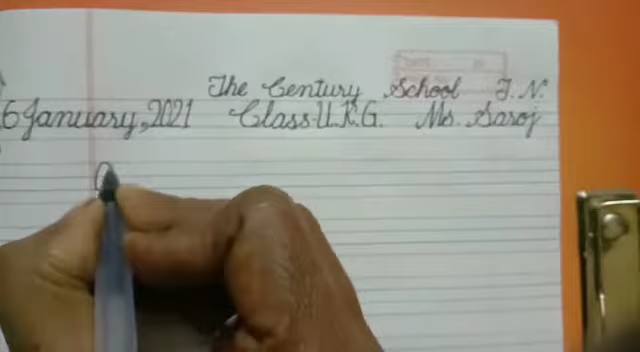 The Century School J.N.
6 January, 2021 Class-U.K.G. Ms. Saroj